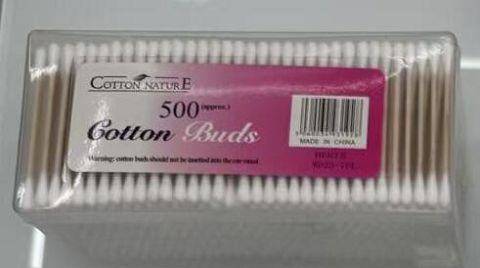 COTTON NATURE
500 (approx.)
Cotton Buds
Warning: cotton buds should not be inserted into the ear canal
MADE IN CHINA